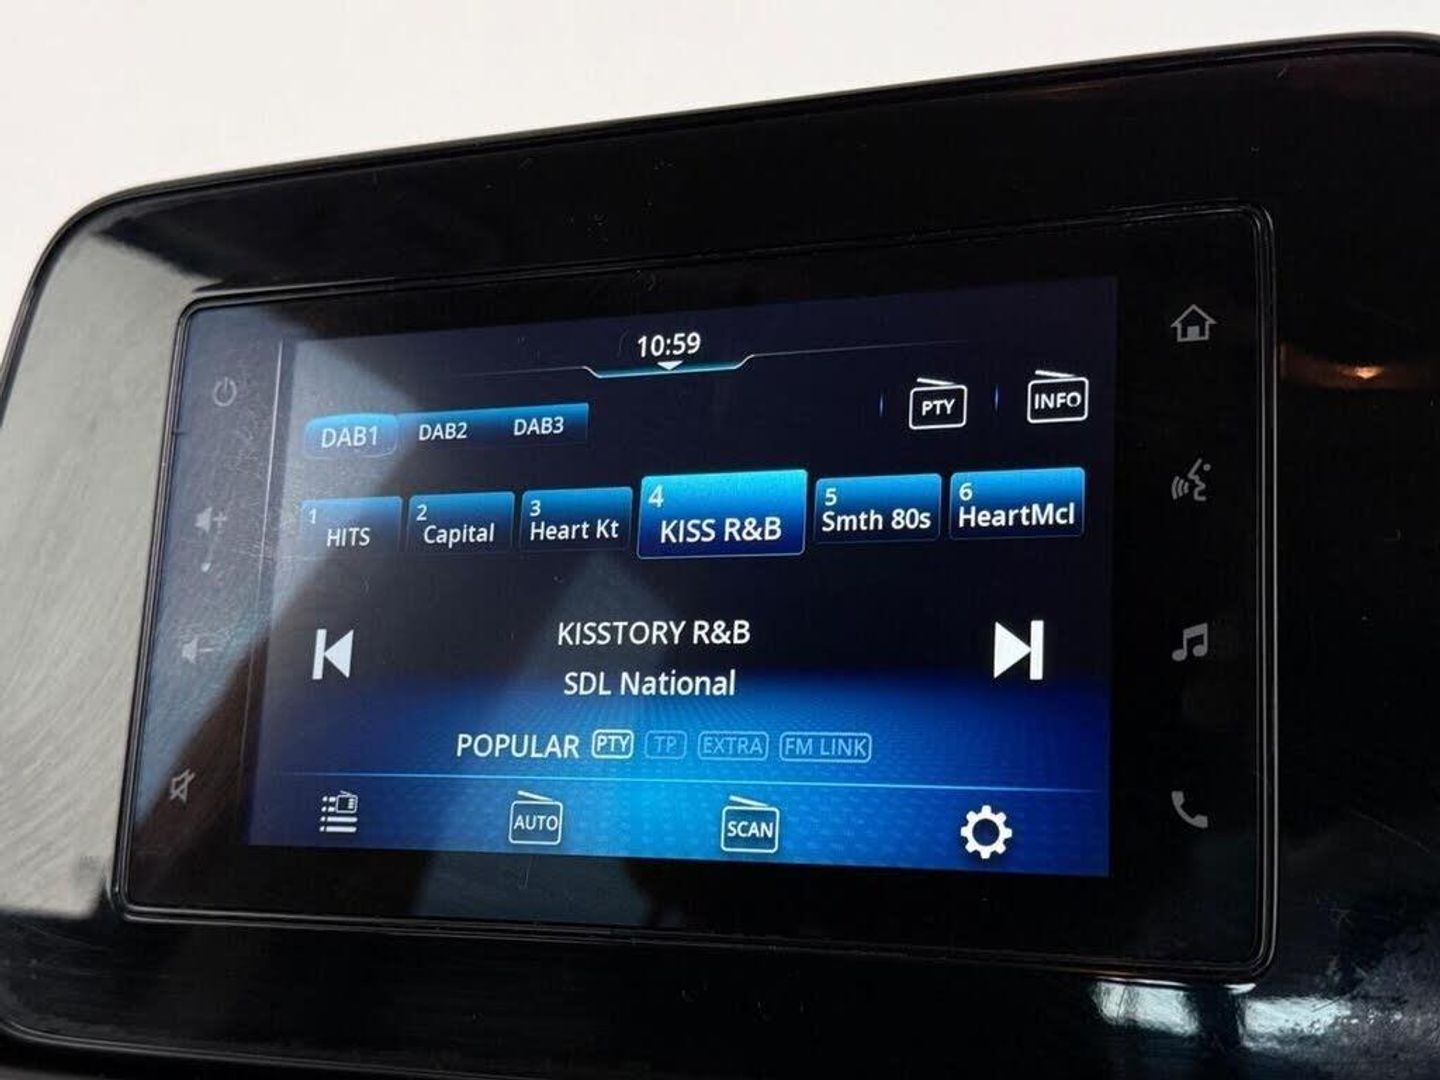 10:59
DAB1 DAB2 DAB3 PTY INFO
1 HITS
2 Capital
3 Heart Kt
4 KISS R&B
5 Smth 80s
6 HeartMcl
KISSTORY R&B
SDL National
POPULAR PTY TP EXTRA FM LINK
AUTO SCAN